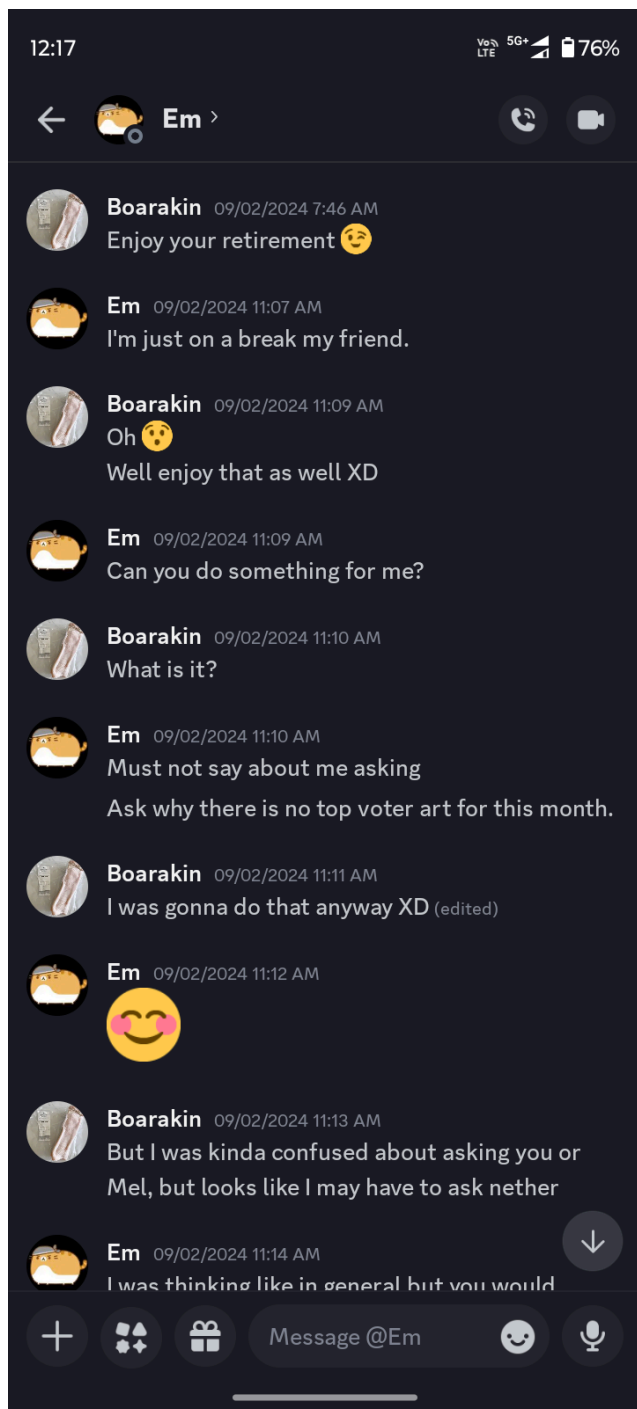 12:17
Vo LTE 5G+ 76%
Em
Boarakin 09/02/2024 7:46 AM
Enjoy your retirement 😉
Em 09/02/2024 11:07 AM
I'm just on a break my friend.
Boarakin 09/02/2024 11:09 AM
Oh 😯
Well enjoy that as well XD
Em 09/02/2024 11:09 AM
Can you do something for me?
Boarakin 09/02/2024 11:10 AM
What is it?
Em 09/02/2024 11:10 AM
Must not say about me asking
Ask why there is no top voter art for this month.
Boarakin 09/02/2024 11:11 AM
I was gonna do that anyway XD (edited)
Em 09/02/2024 11:12 AM
😊
Boarakin 09/02/2024 11:13 AM
But I was kinda confused about asking you or
Mel, but looks like I may have to ask nether
Em 09/02/2024 11:14 AM
I was thinking like in general but you would
Message @Em